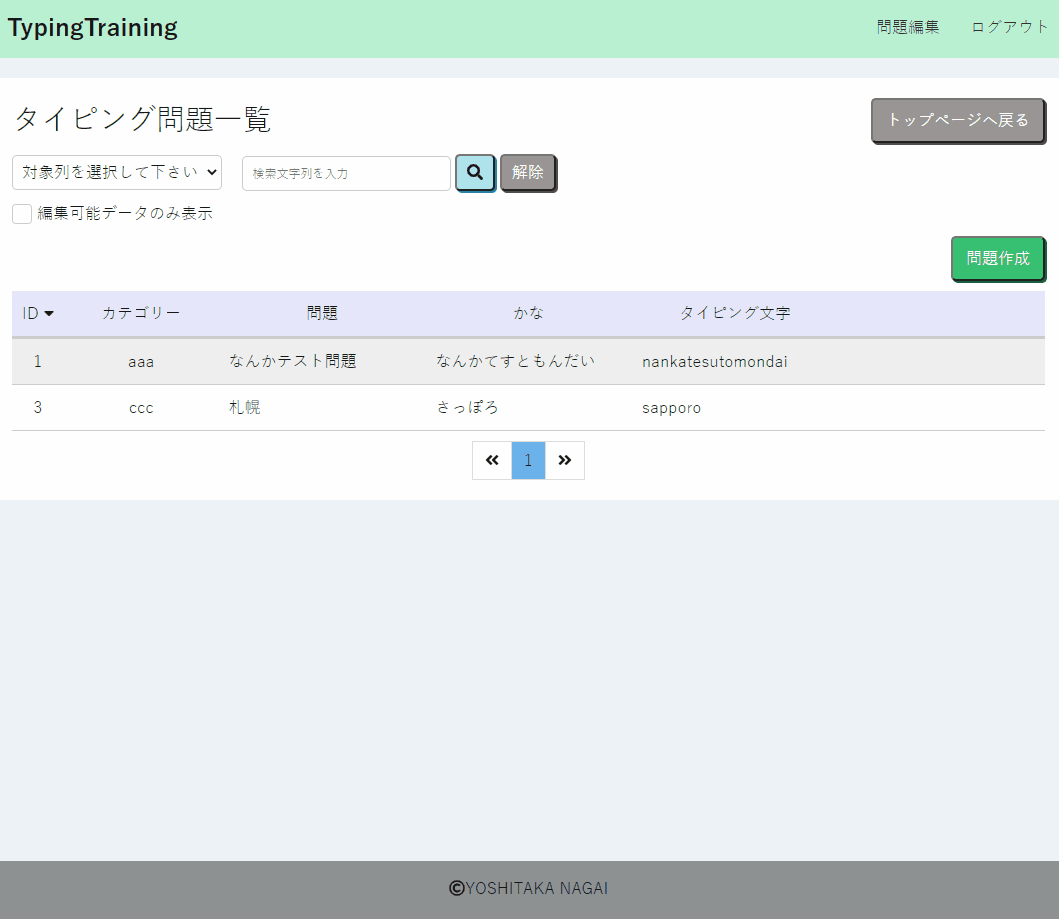 TypingTraining 問題編集 ログアウト
タイピング問題一覧 トップページへ戻る
対象列を選択して下さい 検索文字列を入力 解除
編集可能データのみ表示
問題作成
ID カテゴリー 問題 かな タイピング文字
1 aaa なんかテスト問題 なんかてすともんだい nankatesutomondai
3 ccc 札幌 さっぽろ sapporo
« 1 »
©YOSHITAKA NAGAI